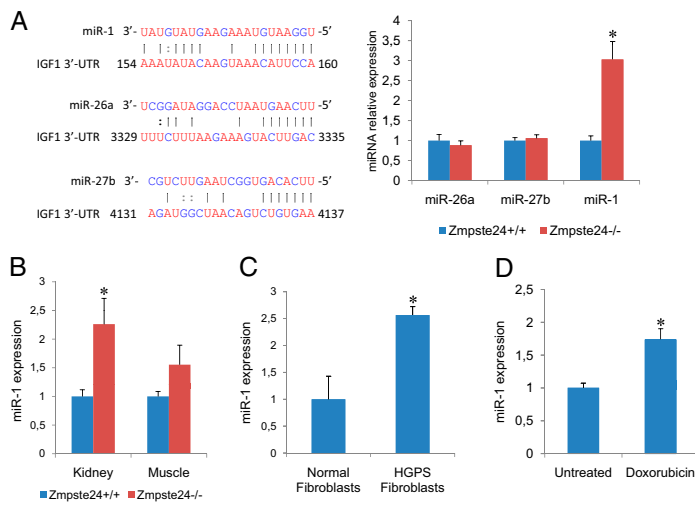 A
miR-1 3'- UAUGUAUGAAGAAAUGUAAGGU -5'
IGF1 3'-UTR 154 AAAUAUACAAGUAAACAUUCCA 160
miR-26a 3'- UCGGAUAGGACCUAAUGAACUU -5'
IGF1 3'-UTR 3329 UUUCUUUAAGAAAGUACUUGAC 3335
miR-27b 3'- CGUCUUGAAUCGGUGACACUU -5'
IGF1 3'-UTR 4131 AGAUGGCUAACAGUCUGUGAA 4137
miRNA relative expression
4
3,5
3
2,5
2
1,5
1
0,5
0
*
miR-26a miR-27b miR-1
Zmpste24+/+ Zmpste24-/-
B
miR-1 expression
3
2,5
2
1,5
1
0,5
0
*
Kidney Muscle
Zmpste24+/+ Zmpste24-/-
C
miR-1 expression
3
2,5
2
1,5
1
0,5
0
*
Normal Fibroblasts
HGPS Fibroblasts
D
miR-1 expression
2,5
2
1,5
1
0,5
0
*
Untreated Doxorubicin